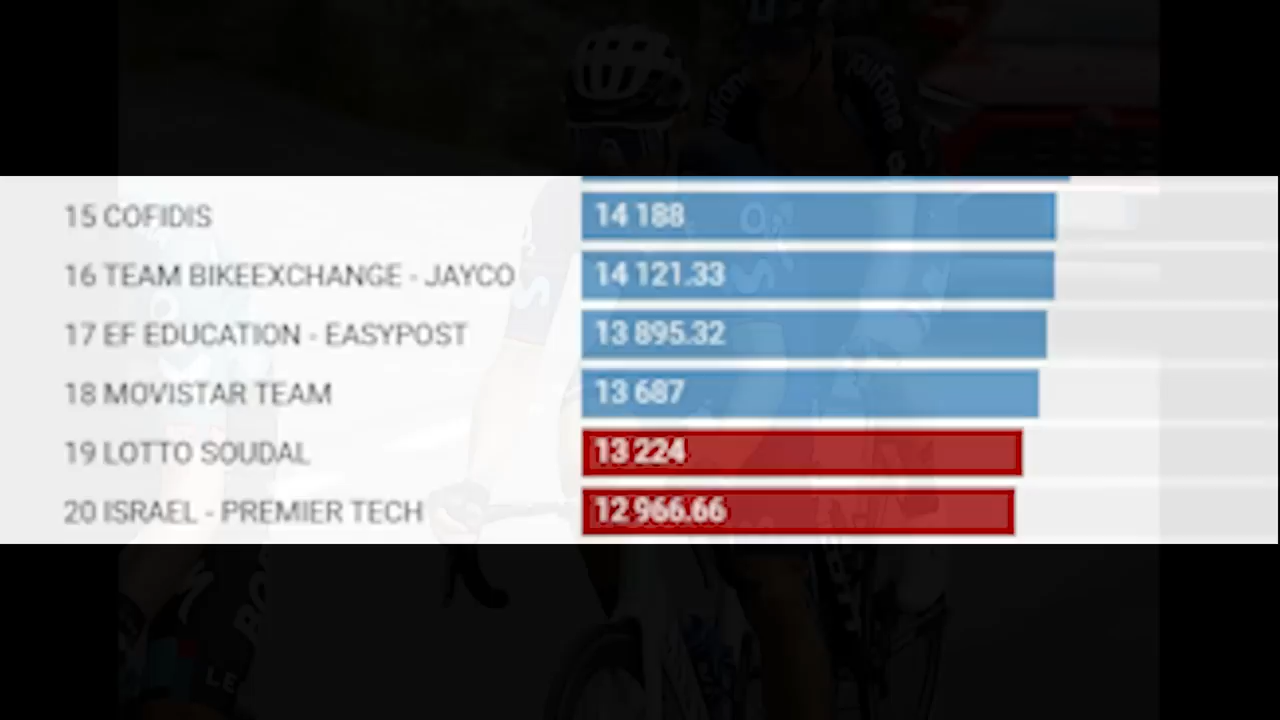 15 COFIDIS 14 188
16 TEAM BIKEEXCHANGE - JAYCO 14 121.33
17 EF EDUCATION - EASYPOST 13 895.32
18 MOVISTAR TEAM 13 687
19 LOTTO SOUDAL 13 224
20 ISRAEL - PREMIER TECH 12 966.66